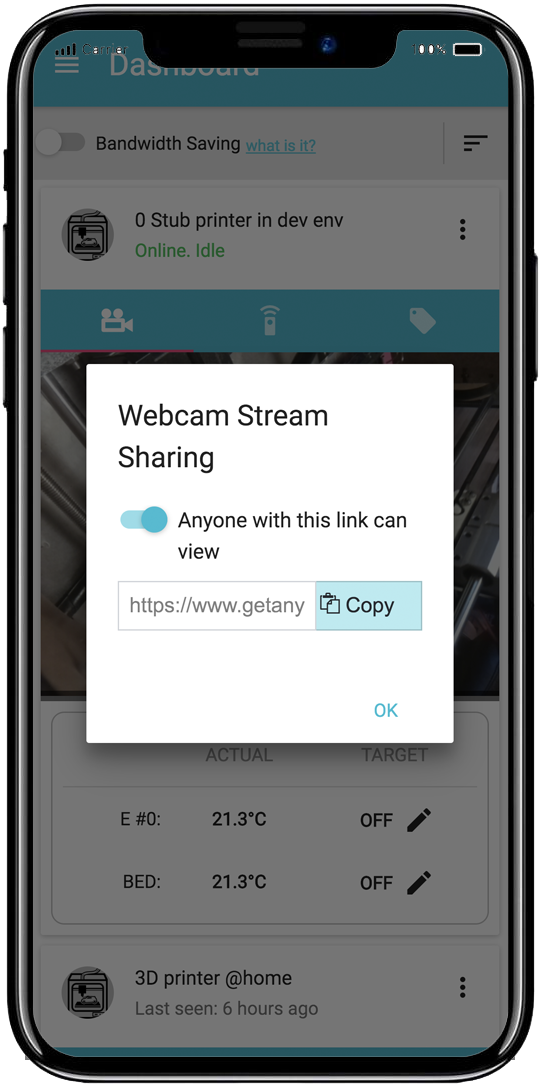 Carrier
100%
Dashboard
Bandwidth Saving what is it?
0 Stub printer in dev env
Online. Idle
Webcam Stream
Sharing
Anyone with this link can
view
https://www.getany
Copy
OK
ACTUAL TARGET
E #0: 21.3°C OFF
BED: 21.3°C OFF
3D printer @home
Last seen: 6 hours ago